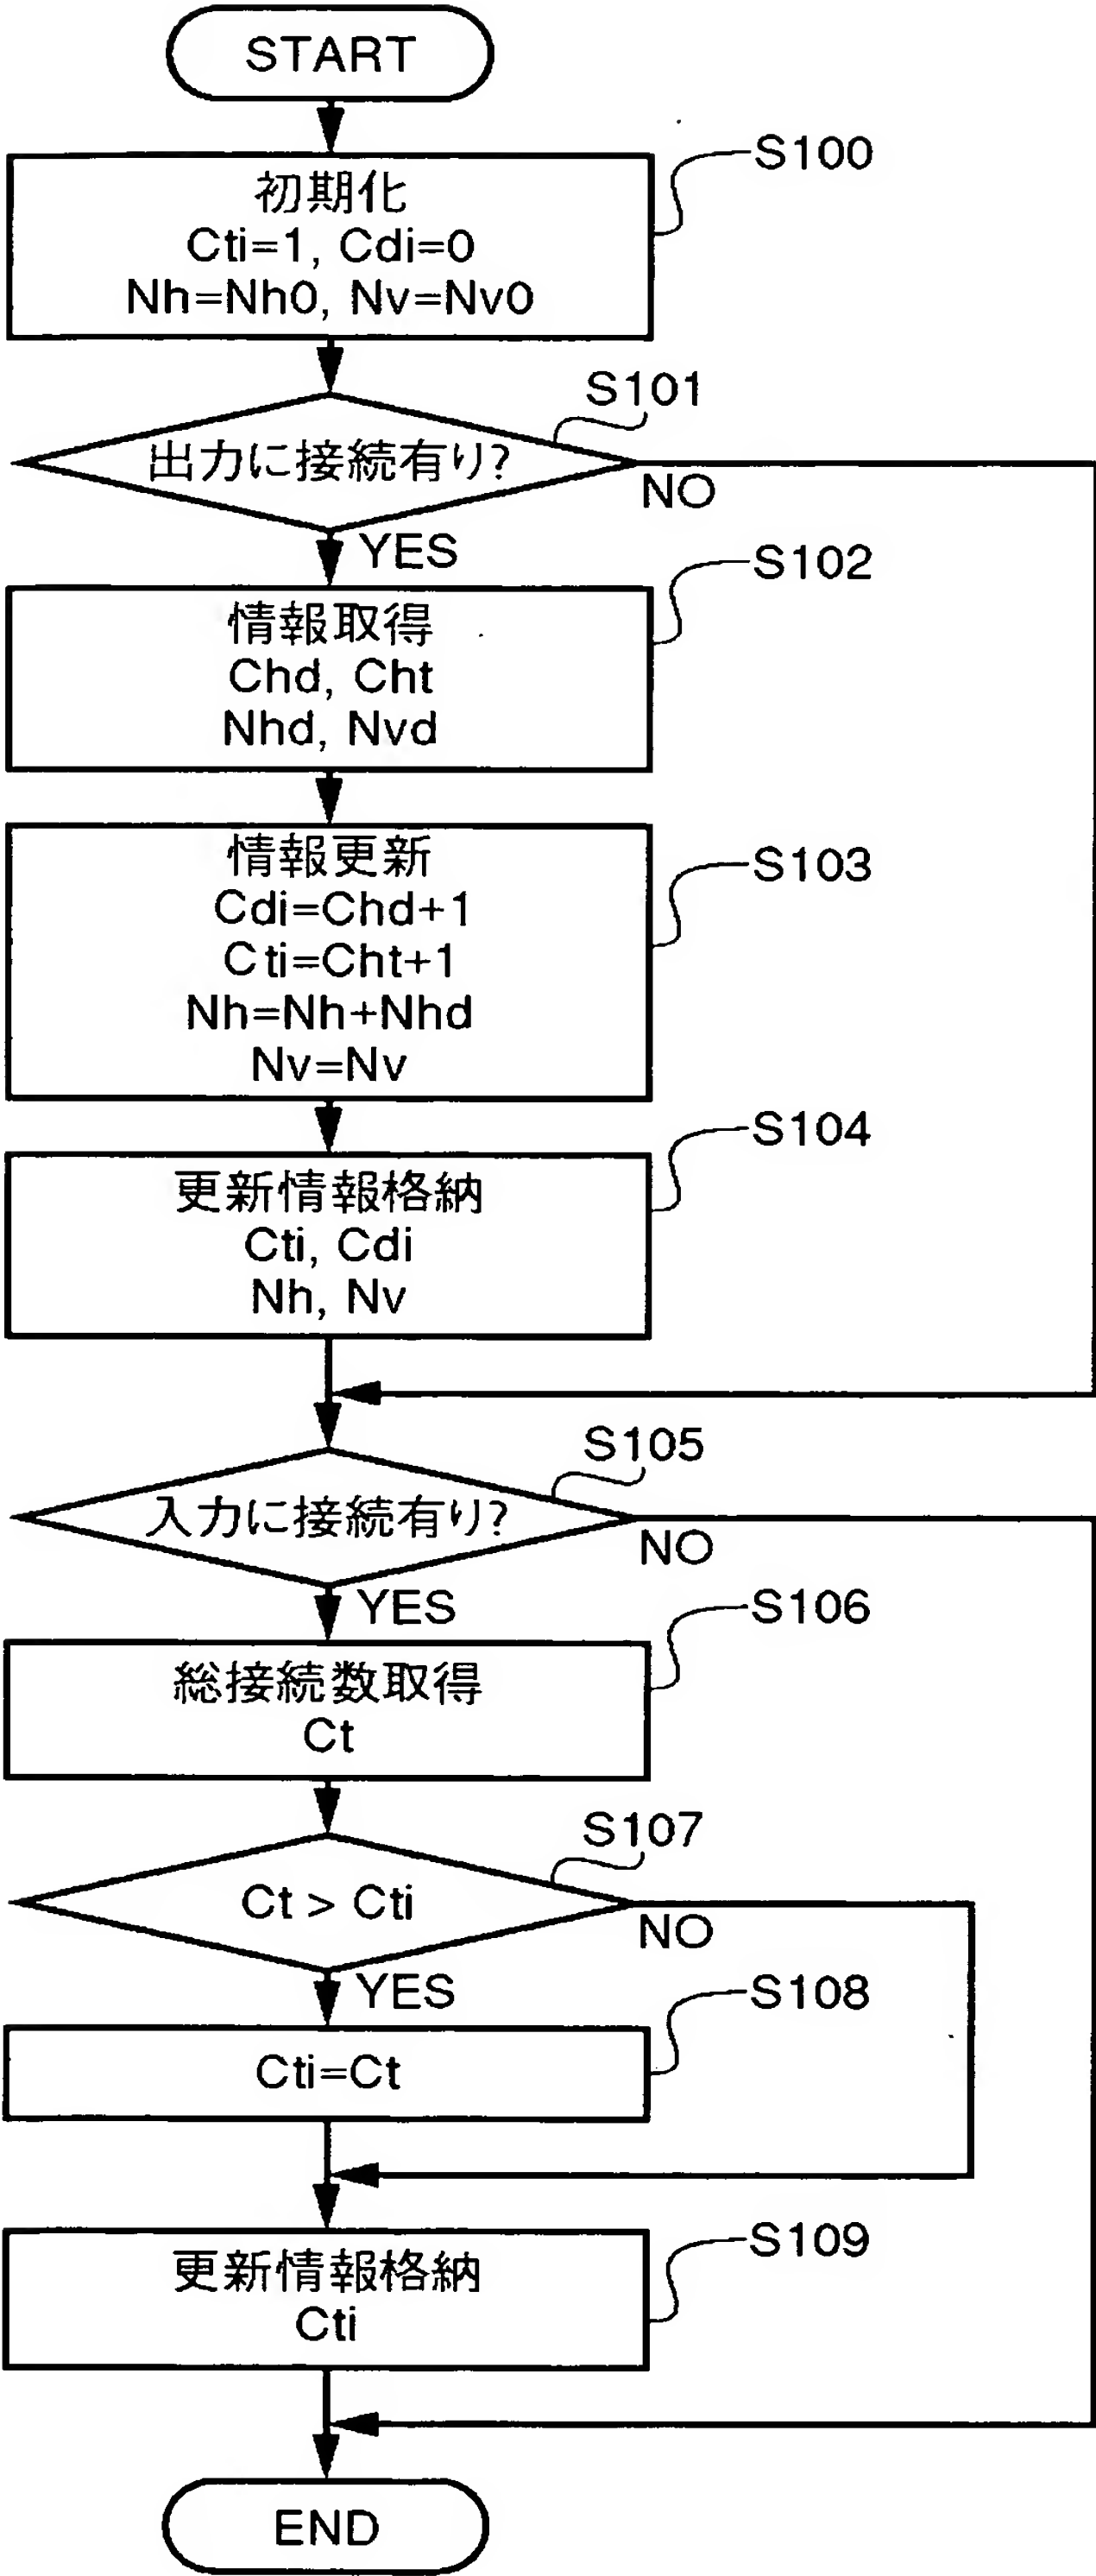 START
S100
初期化
Cti=1, Cdi=0
Nh=Nh0, Nv=Nv0
S101
出力に接続有り?
NO
YES
S102
情報取得
Chd, Cht
Nhd, Nvd
S103
情報更新
Cdi=Chd+1
Cti=Cht+1
Nh=Nh+Nhd
Nv=Nv
S104
更新情報格納
Cti, Cdi
Nh, Nv
S105
入力に接続有り?
NO
YES
S106
総接続数取得
Ct
S107
Ct > Cti
NO
YES
S108
Cti=Ct
S109
更新情報格納
Cti
END